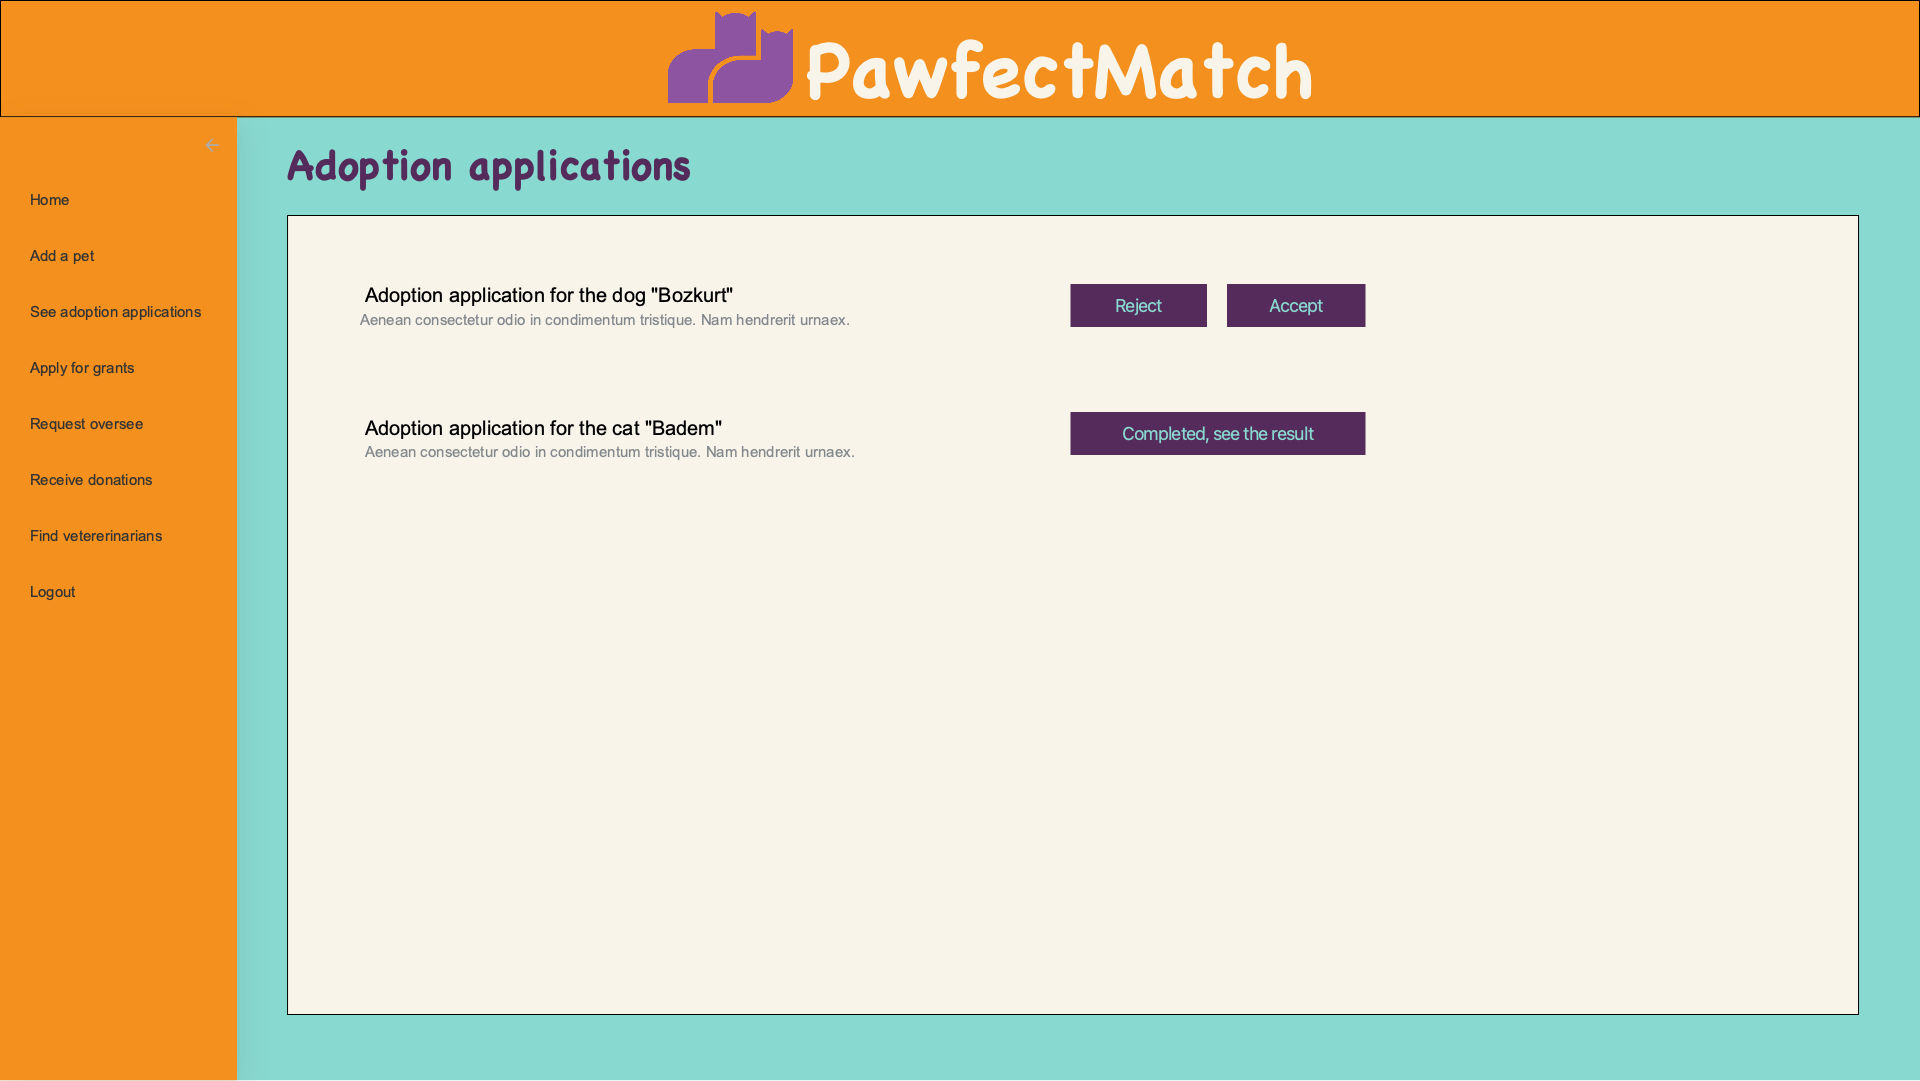 PawfectMatch
Adoption applications
Home
Add a pet
See adoption applications
Apply for grants
Request oversee
Receive donations
Find vetererinarians
Logout
Adoption application for the dog "Bozkurt"
Aenean consectetur odio in condimentum tristique. Nam hendrerit urnaex.
Reject
Accept
Adoption application for the cat "Badem"
Aenean consectetur odio in condimentum tristique. Nam hendrerit urnaex.
Completed, see the result